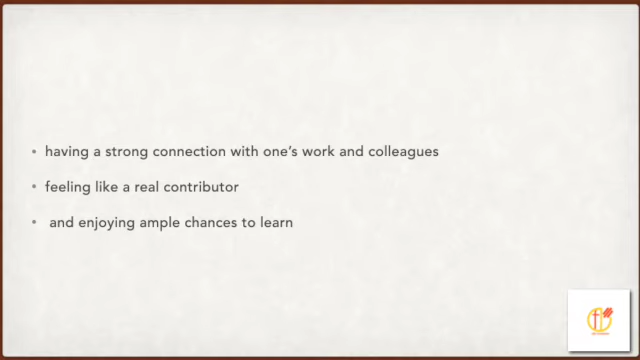 • having a strong connection with one's work and colleagues
• feeling like a real contributor
• and enjoying ample chances to learn